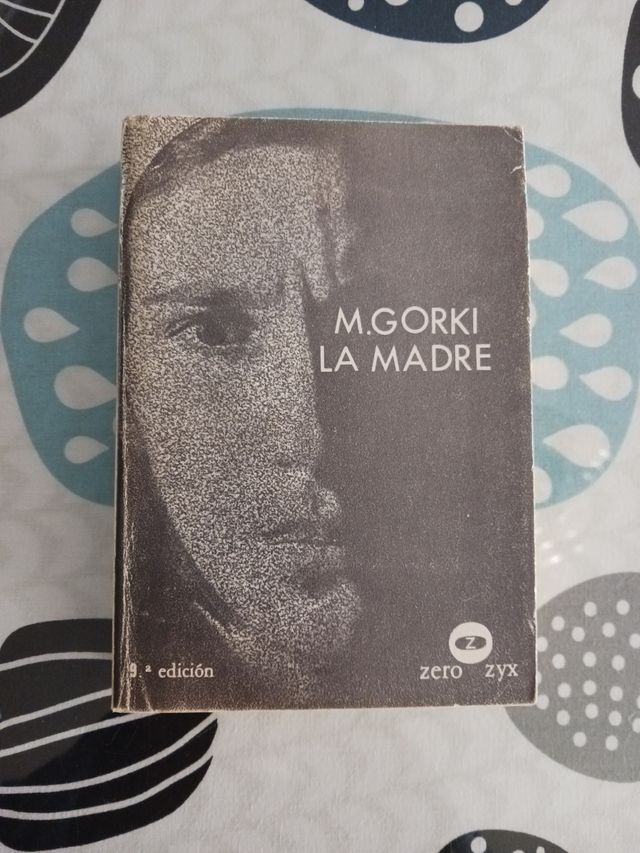 M.GORKI
LA MADRE
9.ª edición
zero z zyx